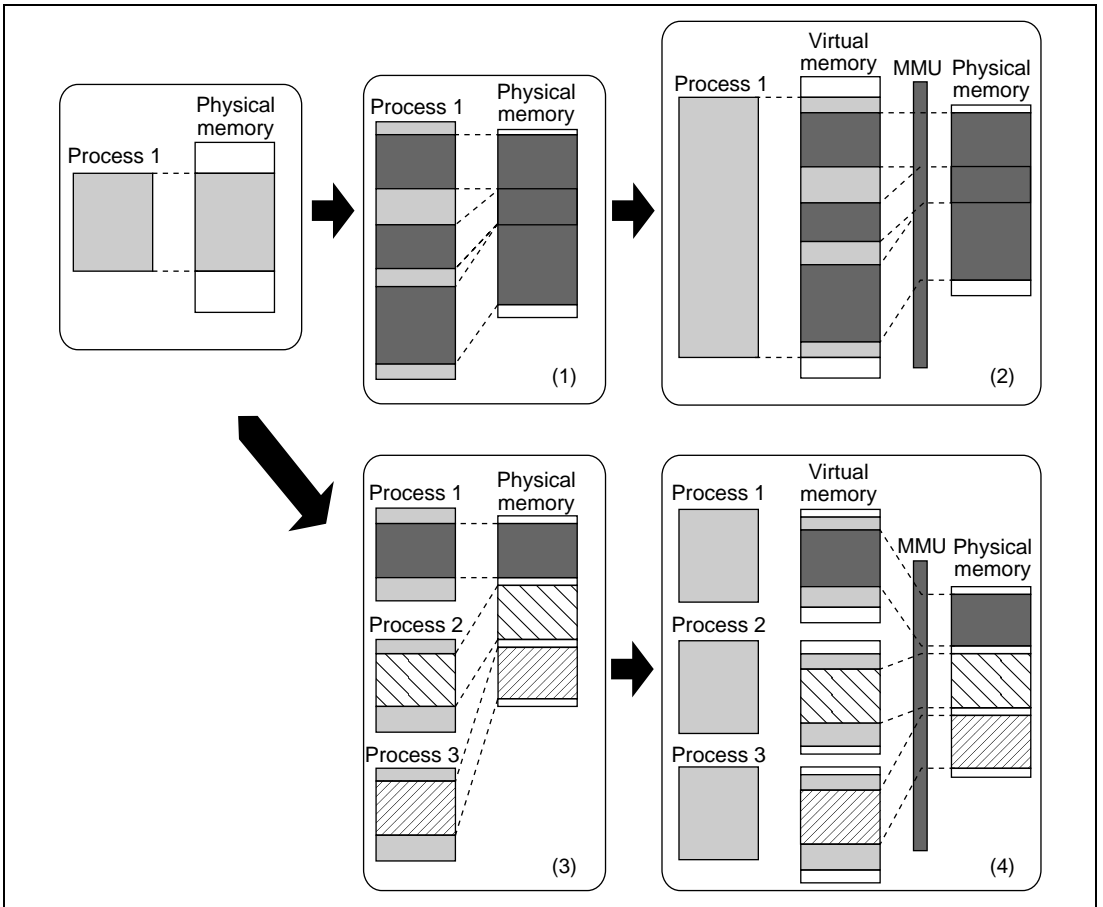 Process 1
Physical
memory
Process 1
Physical
memory
(1)
Process 1
Virtual
memory
MMU
Physical
memory
(2)
Process 1
Physical
memory
Process 2
Process 3
(3)
Process 1
Virtual
memory
MMU
Physical
memory
Process 2
Process 3
(4)